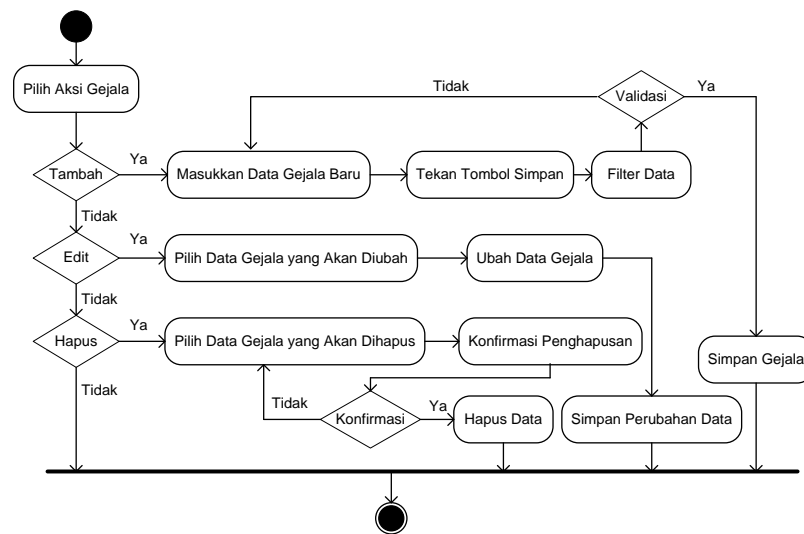 Pilih Aksi Gejala
Tidak
Validasi
Ya
Tambah
Ya
Masukkan Data Gejala Baru
Tekan Tombol Simpan
Filter Data
Tidak
Edit
Ya
Pilih Data Gejala yang Akan Diubah
Ubah Data Gejala
Tidak
Hapus
Ya
Pilih Data Gejala yang Akan Dihapus
Konfirmasi Penghapusan
Simpan Gejala
Tidak
Tidak
Konfirmasi
Ya
Hapus Data
Simpan Perubahan Data